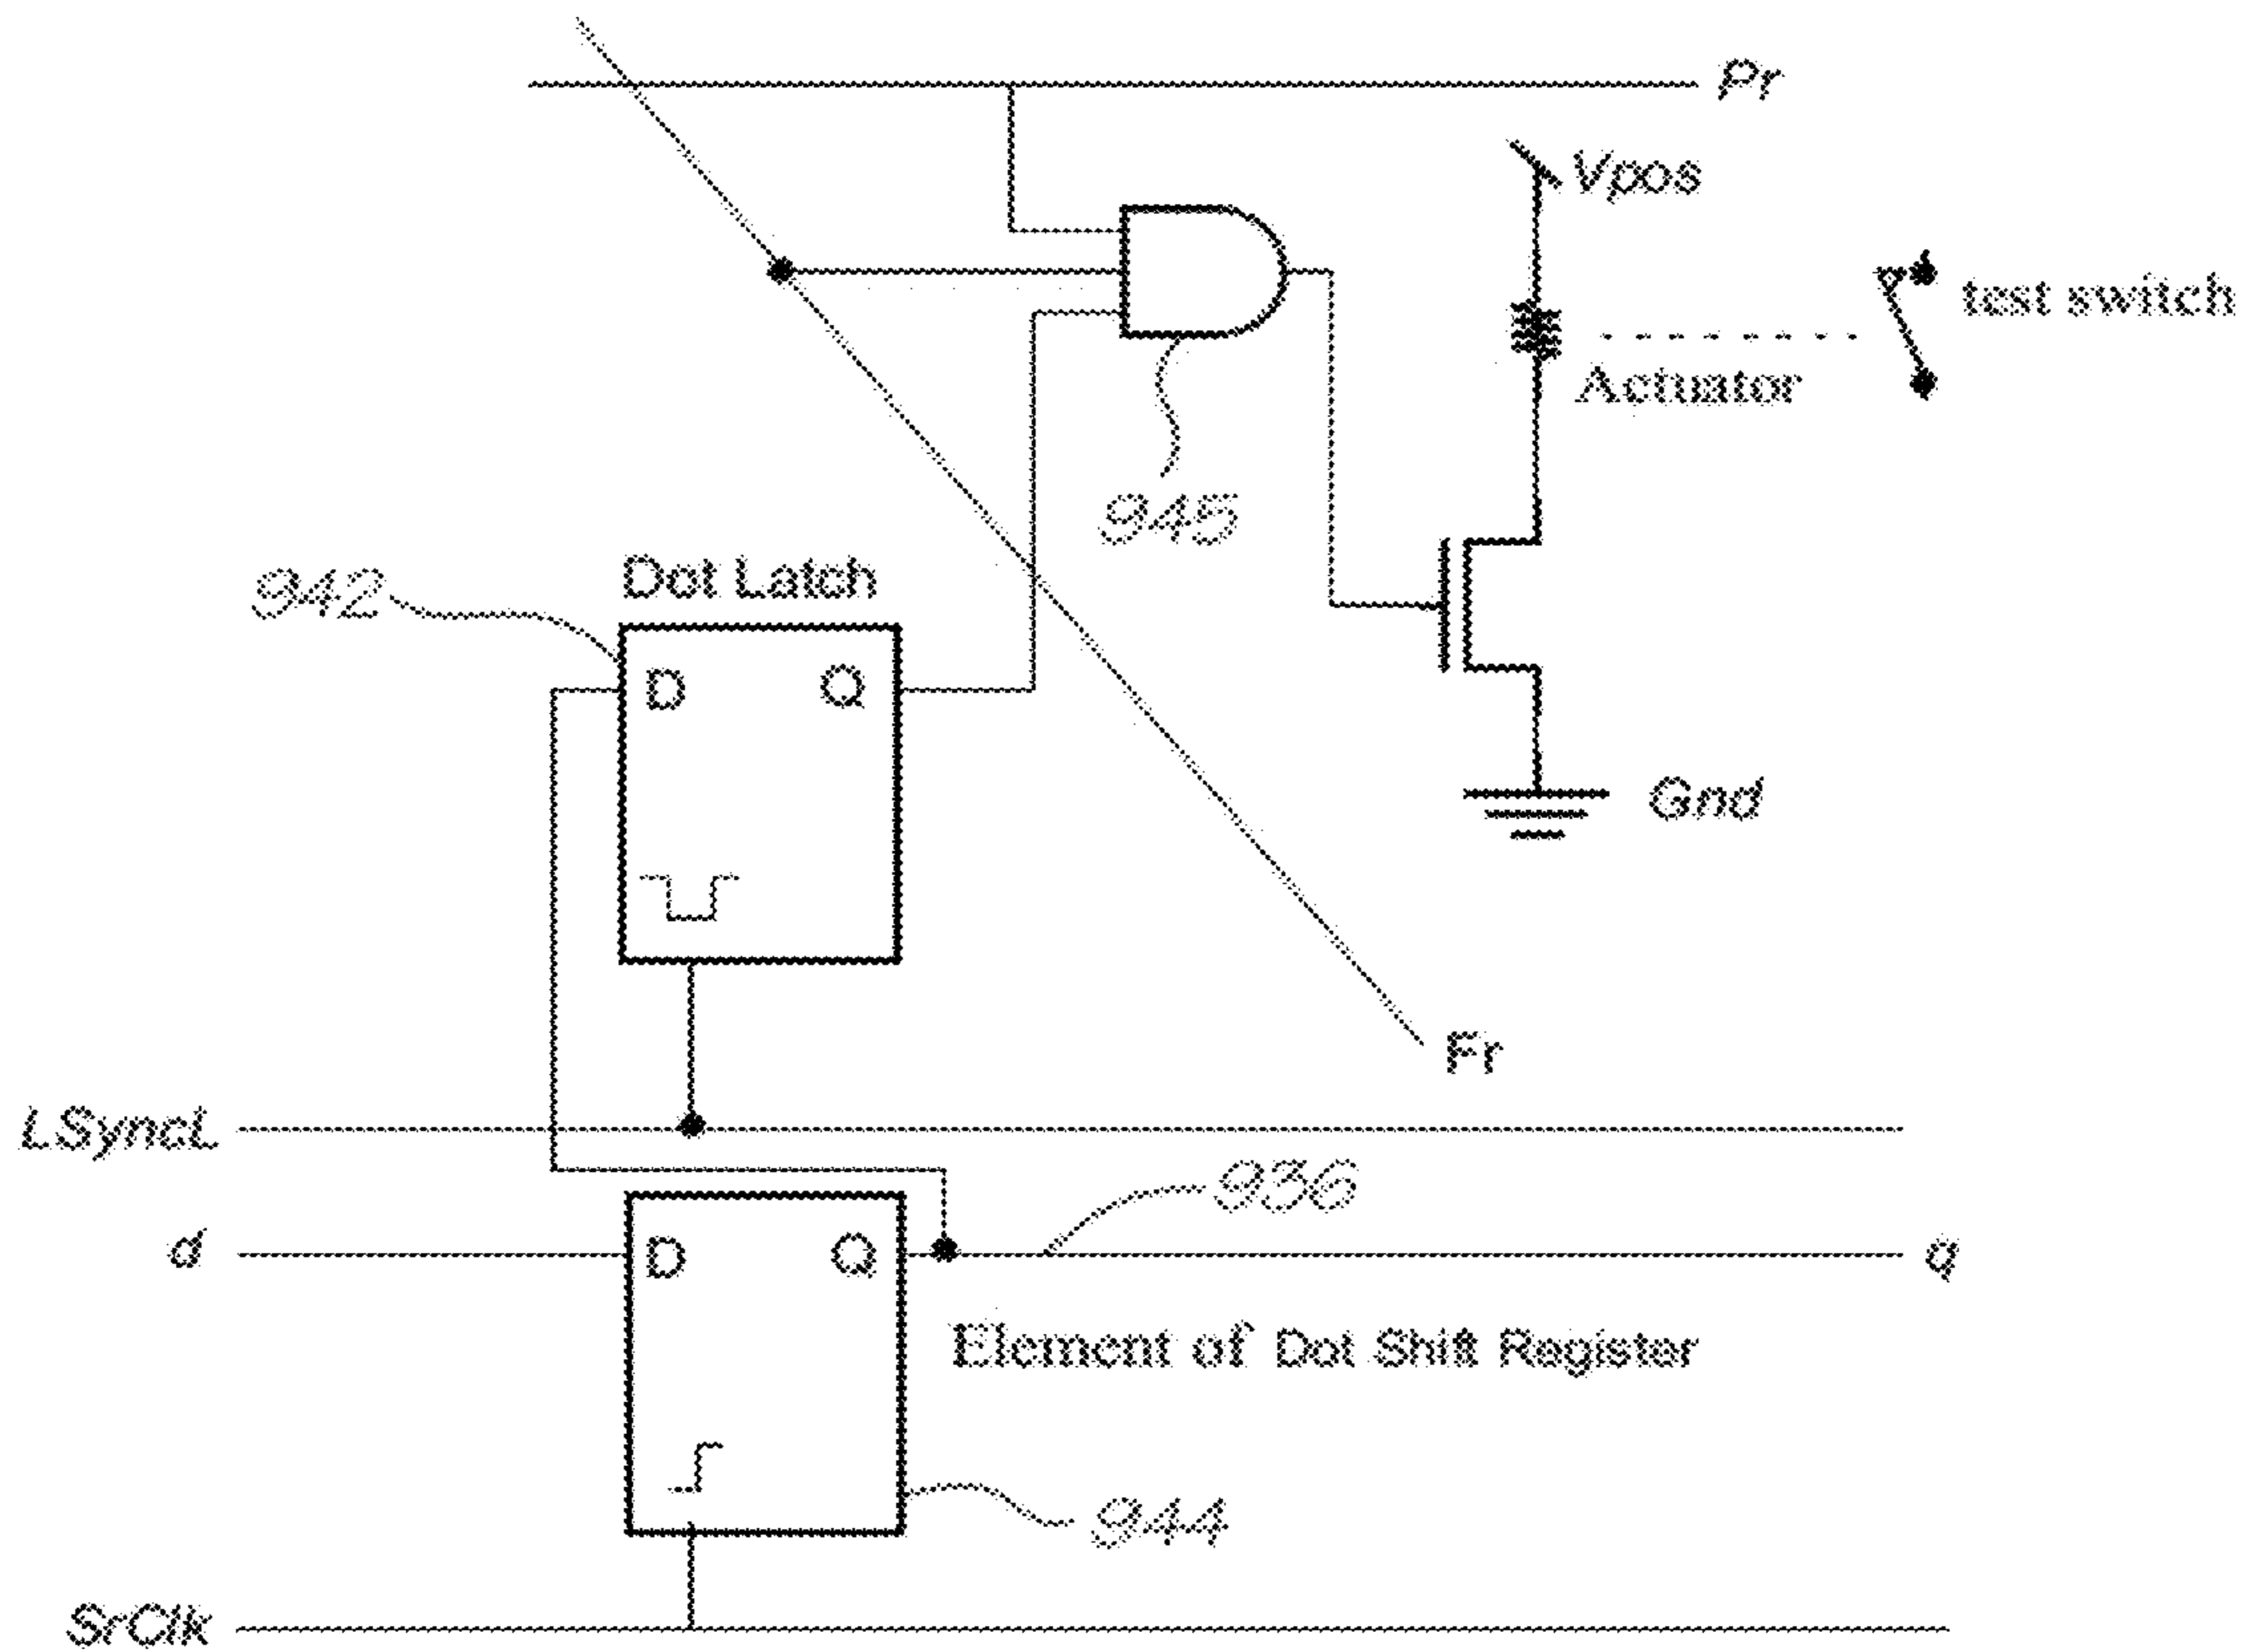 Pr
Vpos
test switch
Actuator
945
942
Dot Latch
D Q
Gnd
Fr
LSyncL
936
d
D Q
q
Element of Dot Shift Register
944
SrClk